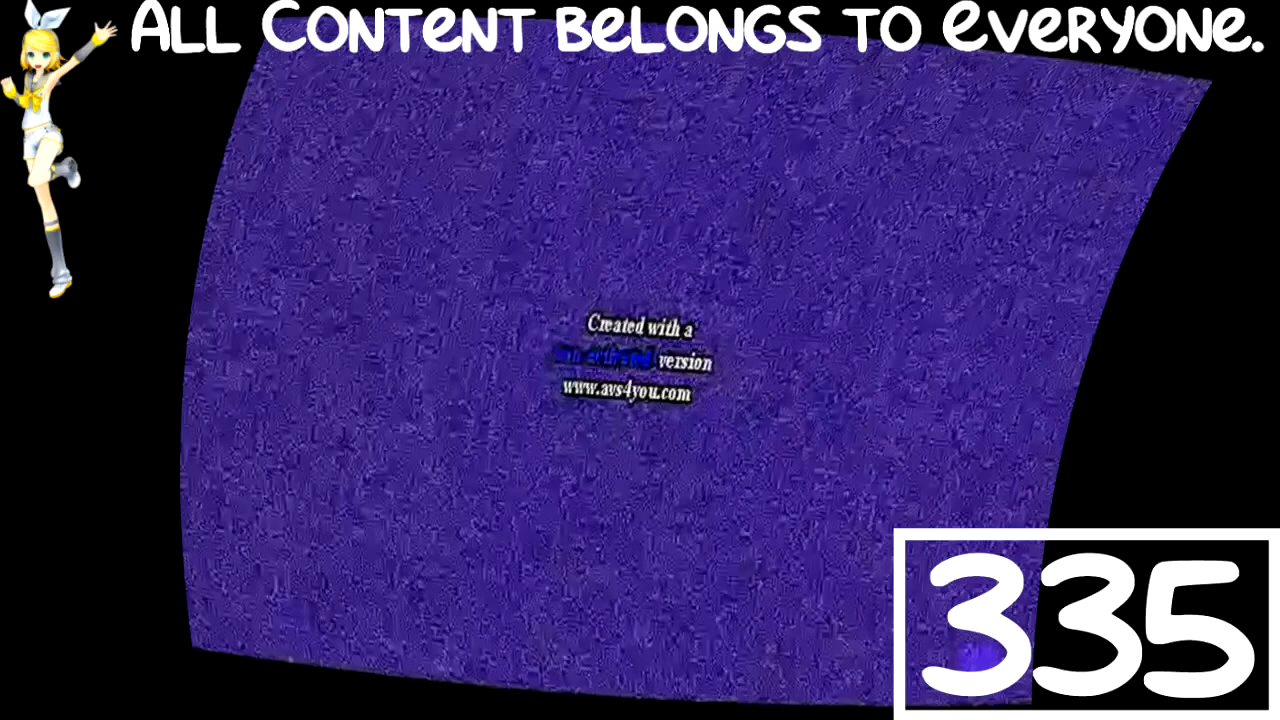 ALL CONTENT BELONGS TO EVERYONE.
Created with a
version
www.avs4you.com
335